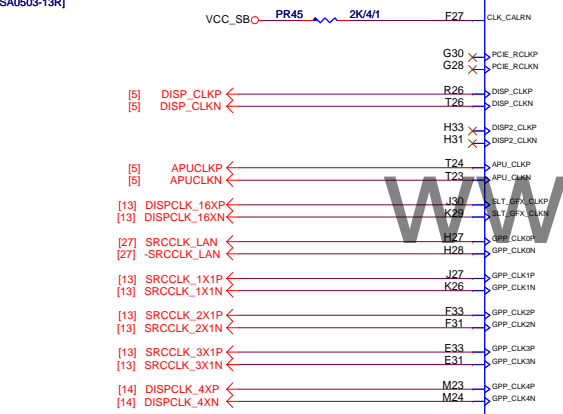 SA0503-13R]
VCC_SB PR45 2K/4/1 F27 CLK_CALRN
G30 PCIE_RCLKP
G28 PCIE_RCLKN
[5] DISP_CLKP R26 DISP_CLKP
[5] DISP_CLKN T26 DISP_CLKN
H33 DISP2_CLKP
H31 DISP2_CLKN
[5] APUCLKP T24 APU_CLKP
[5] APUCLKN T23 APU_CLKN
[13] DISPCLK_16XP J30 SLT_GFX_CLKP
[13] DISPCLK_16XN K29 SLT_GFX_CLKN
WW
[27] SRCCLK_LAN H27 GPP_CLK0P
[27] -SRCCLK_LAN H28 GPP_CLK0N
[13] SRCCLK_1X1P J27 GPP_CLK1P
[13] SRCCLK_1X1N K26 GPP_CLK1N
[13] SRCCLK_2X1P F33 GPP_CLK2P
[13] SRCCLK_2X1N F31 GPP_CLK2N
[13] SRCCLK_3X1P E33 GPP_CLK3P
[13] SRCCLK_3X1N E31 GPP_CLK3N
[14] DISPCLK_4XP M23 GPP_CLK4P
[14] DISPCLK_4XN M24 GPP_CLK4N